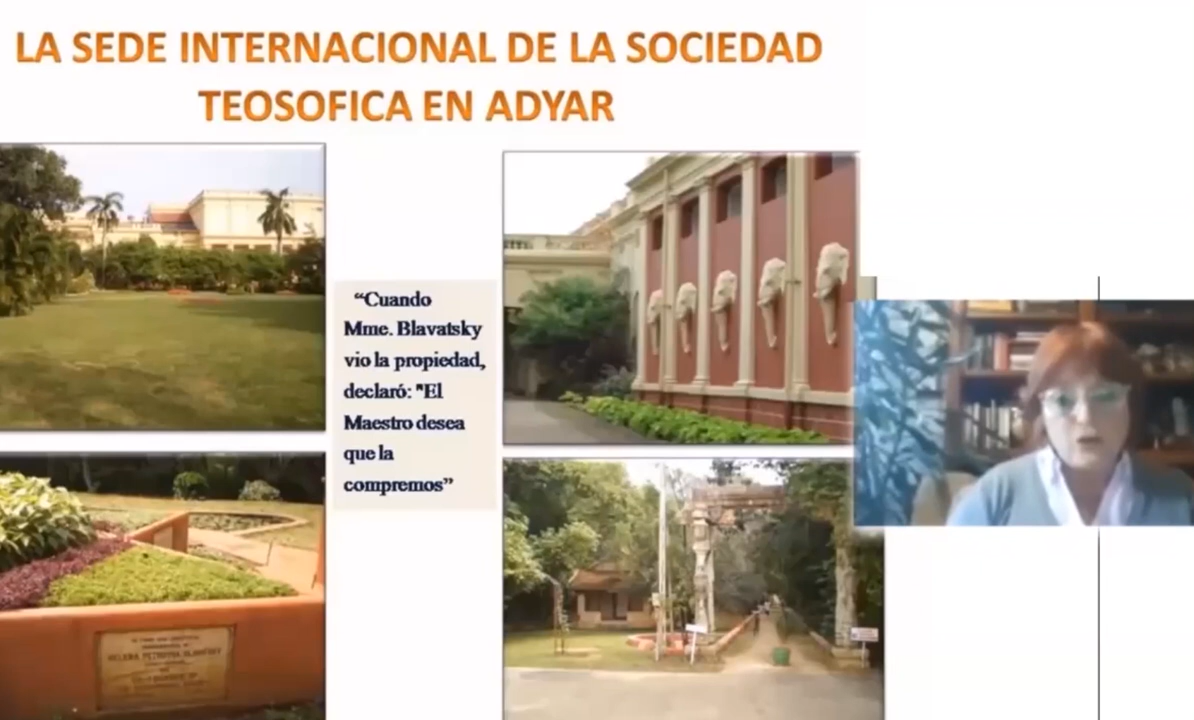 LA SEDE INTERNACIONAL DE LA SOCIEDAD
TEOSOFICA EN ADYAR
“Cuando
Mme. Blavatsky
vio la propiedad,
declaró: "El
Maestro desea
que la
compremos”
HELENA PETROVNA BLAVATSKY